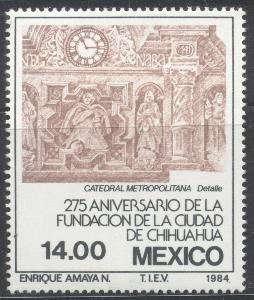 CATEDRAL METROPOLITANA Detalle
275 ANIVERSARIO DE LA
FUNDACION DE LA CIUDAD
DE CHIHUAHUA
14.00 MEXICO
ENRIQUE AMAYA N. T.I.E.V. 1984